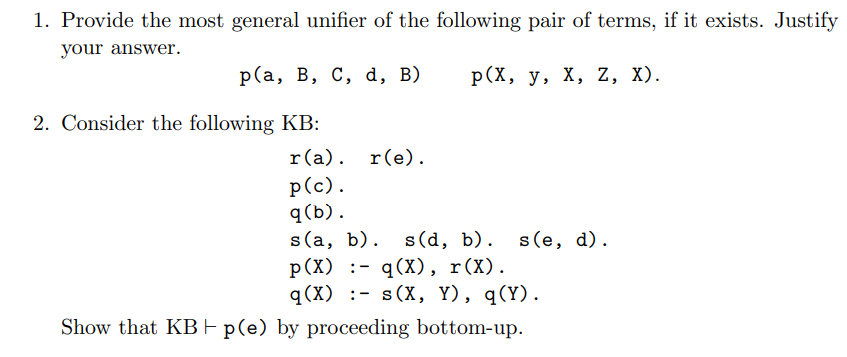 1. Provide the most general unifier of the following pair of terms, if it exists. Justify
your answer.
p(a, B, C, d, B) p(X, y, X, Z, X).
2. Consider the following KB:
r(a). r(e).
p(c).
q(b).
s(a, b). s(d, b). s(e, d).
p(X) :- q(X), r(X).
q(X) :- s(X, Y), q(Y).
Show that KB ⊢ p(e) by proceeding bottom-up.